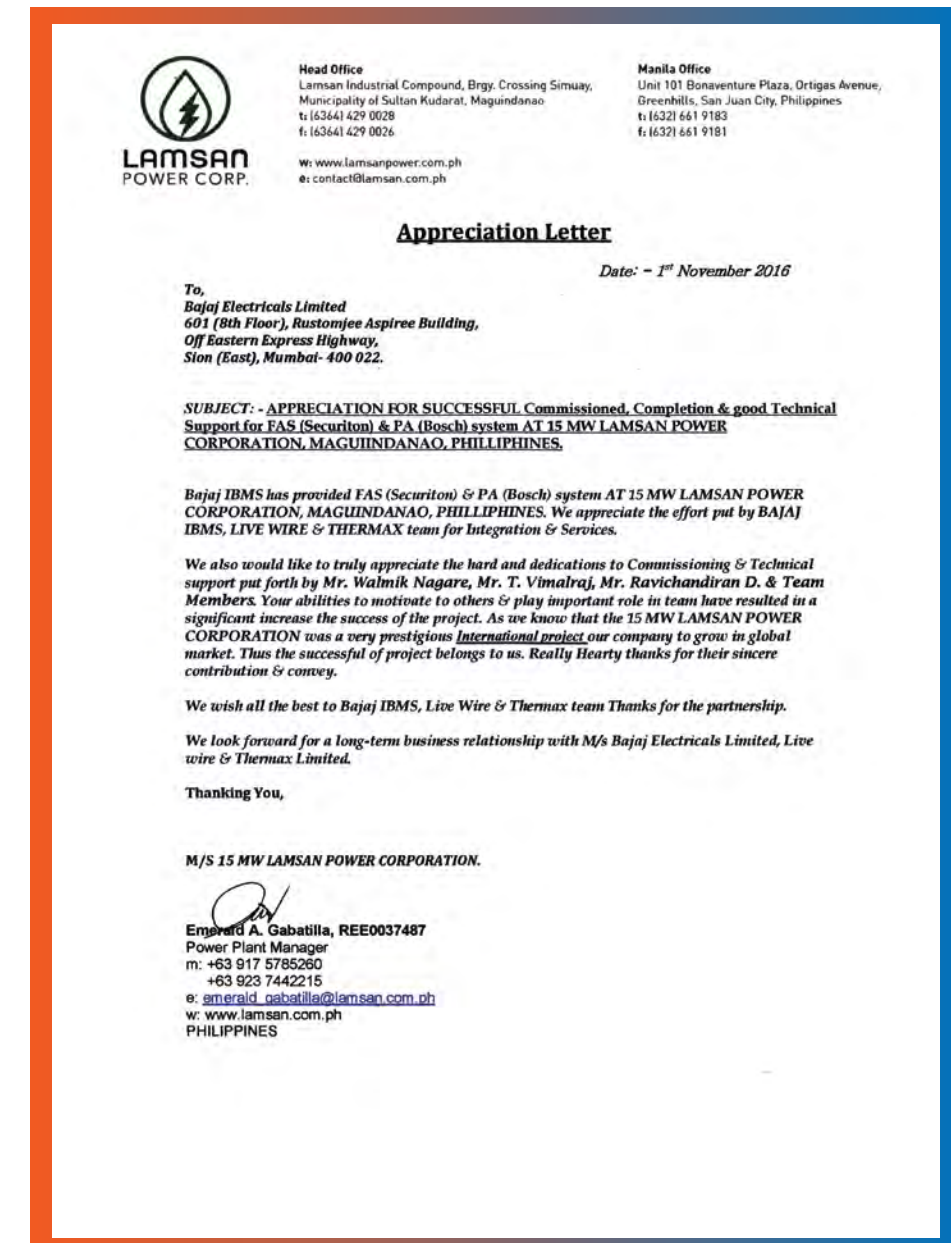 LAMSAN
POWER CORP.
Head Office
Lamsan Industrial Compound, Brgy. Crossing Simuay,
Municipality of Sultan Kudarat, Maguindanao
t: (6364) 429 0028
f: (6364) 429 0026
w: www.lamsanpower.com.ph
e: contact@lamsan.com.ph
Manila Office
Unit 101 Bonaventure Plaza, Ortigas Avenue,
Greenhills, San Juan City, Philippines
t: (632) 661 9183
f: (632) 661 9181
Appreciation Letter
Date: - 1st November 2016
To,
Bajaj Electricals Limited
601 (8th Floor), Rustomjee Aspiree Building,
Off Eastern Express Highway,
Sion (East), Mumbai- 400 022.
SUBJECT: - APPRECIATION FOR SUCCESSFUL Commissioned, Completion & good Technical
Support for FAS (Securiton) & PA (Bosch) system AT 15 MW LAMSAN POWER
CORPORATION, MAGUIINDANAO, PHILLIPHINES.
Bajaj IBMS has provided FAS (Securiton) & PA (Bosch) system AT 15 MW LAMSAN POWER
CORPORATION, MAGUIINDANAO, PHILLIPHINES. We appreciate the effort put by BAJAJ
IBMS, LIVE WIRE & THERMAX team for Integration & Services.
We also would like to truly appreciate the hard and dedications to Commissioning & Technical
support put forth by Mr. Walmik Nagare, Mr. T. Vimalraj, Mr. Ravichandiran D. & Team
Members. Your abilities to motivate to others & play important role in team have resulted in a
significant increase the success of the project. As we know that the 15 MW LAMSAN POWER
CORPORATION was a very prestigious International project our company to grow in global
market. Thus the successful of project belongs to us. Really Hearty thanks for their sincere
contribution & convey.
We wish all the best to Bajaj IBMS, Live Wire & Thermax team Thanks for the partnership.
We look forward for a long-term business relationship with M/s Bajaj Electricals Limited, Live
wire & Thermax Limited.
Thanking You,
M/S 15 MW LAMSAN POWER CORPORATION.
Emerald A. Gabatilla, REE0037487
Power Plant Manager
m: +63 917 5785260
+63 923 7442215
e: emerald_gabatilla@lamsan.com.ph
w: www.lamsan.com.ph
PHILIPPINES